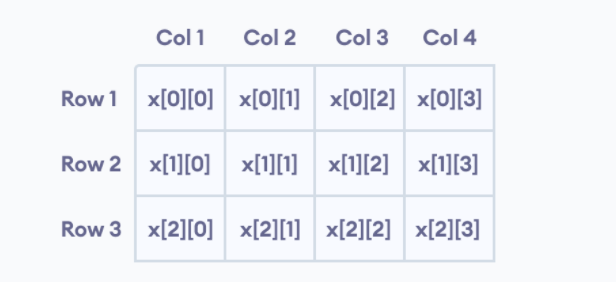 Col 1 Col 2 Col 3 Col 4
Row 1 x[0][0] x[0][1] x[0][2] x[0][3]
Row 2 x[1][0] x[1][1] x[1][2] x[1][3]
Row 3 x[2][0] x[2][1] x[2][2] x[2][3]